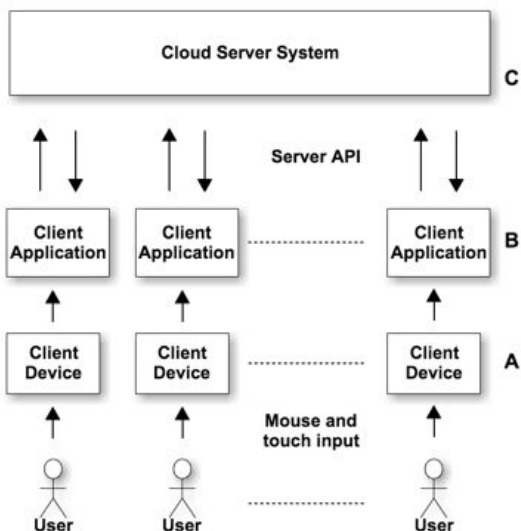 Cloud Server System
C
Server API
Client
Application
Client
Application
Client
Application
B
Client
Device
Client
Device
Client
Device
A
Mouse and
touch input
User
User
User